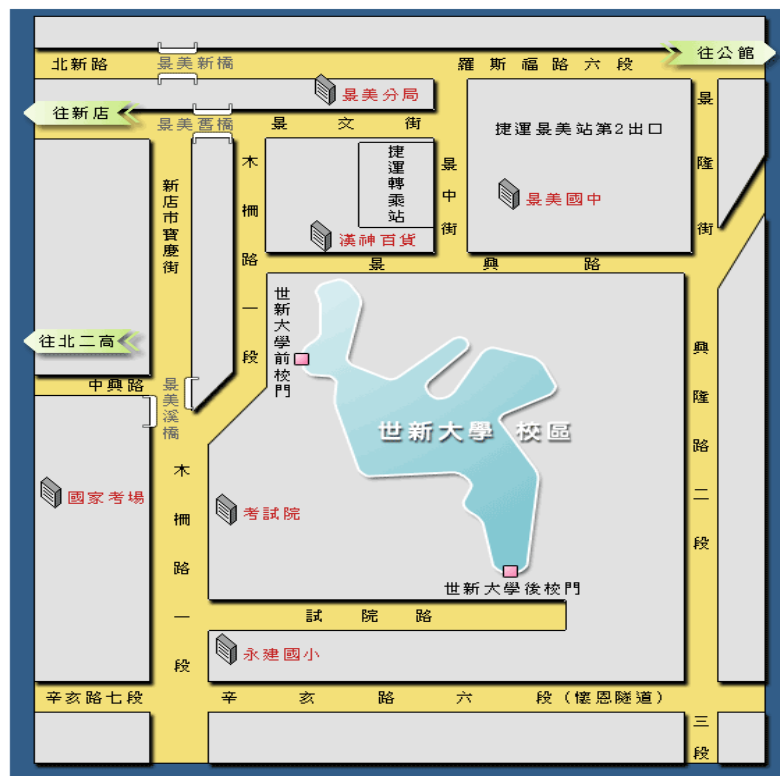 往公館
北新路
景美新橋
羅斯福路六段
景美分局
往新店
景美舊橋
景文街
景隆街
捷運景美站第2出口
捷運轉乘站
木柵路一段
景中街
新店市寶慶街
景美國中
漢神百貨
景興路
世新大學前校門
往北二高
興隆路二段
中興路
景美溪橋
世新大學 校區
木柵路一段
國家考場
考試院
世新大學後校門
試院路
永建國小
辛亥路七段
辛亥路六段(懷恩隧道)
三段